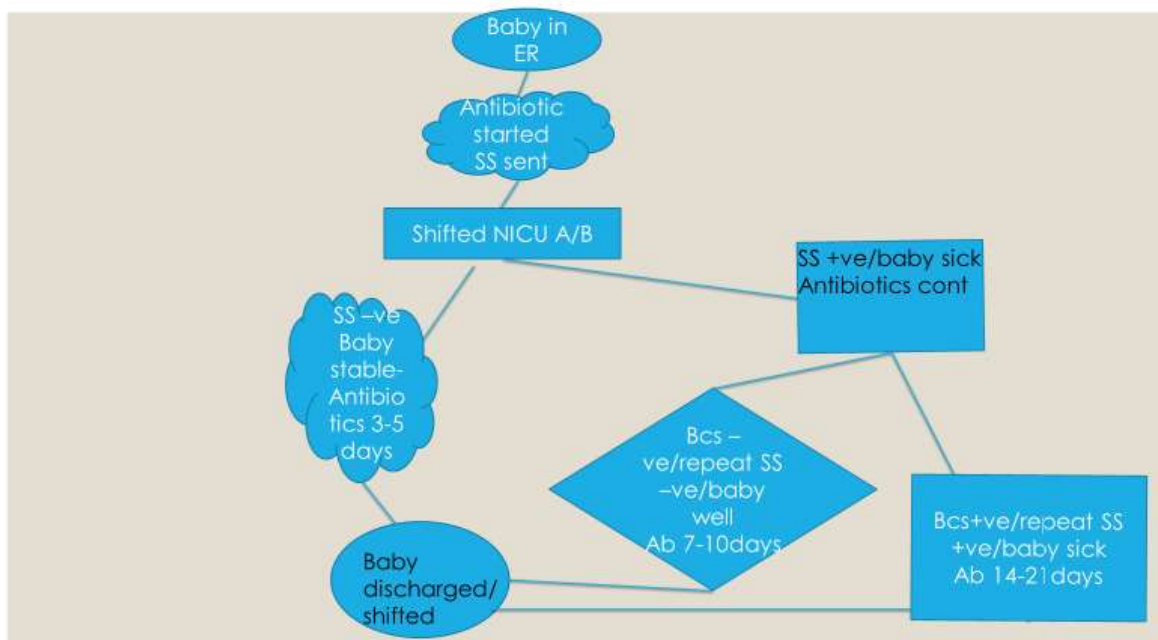 Baby in
ER
Antibiotic
started
SS sent
Shifted NICU A/B
SS +ve/baby sick
Antibiotics cont
SS –ve
Baby
stable-
Antibio
tics 3-5
days
Bcs –
ve/repeat SS
–ve/baby
well
Ab 7-10days
Bcs+ve/repeat SS
+ve/baby sick
Ab 14-21days
Baby
discharged/
shifted